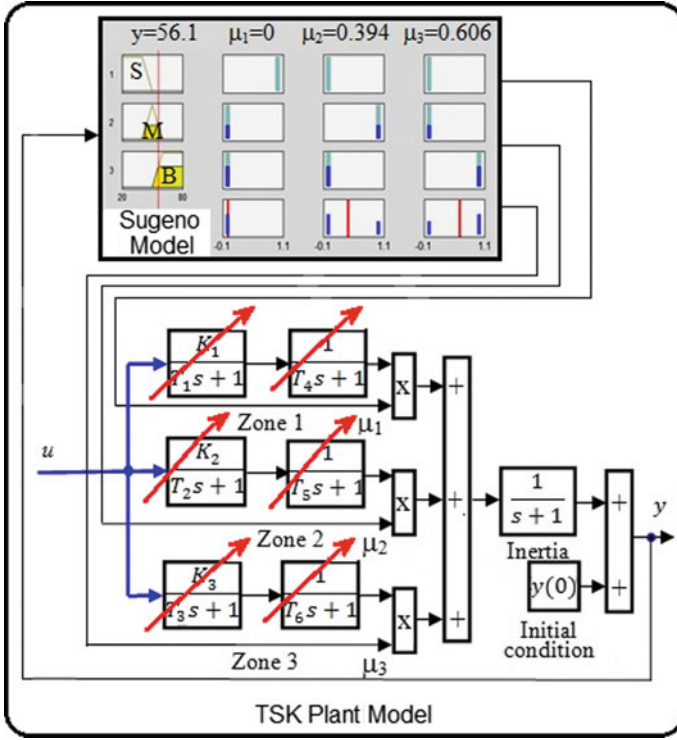 y=56.1 μ₁=0 μ₂=0.394 μ₃=0.606
1 S
2 M
3 B
20 80
Sugeno
Model
-0.1 1.1 -0.1 1.1 -0.1 1.1
K₁ 1
T₁s + 1 T₄s + 1 X +
Zone 1 μ₁
u K₂ 1
T₂s + 1 T₅s + 1 X +
Zone 2 μ₂
1
s + 1 + y
Inertia
y(0) +
Initial
condition
K₃ 1
T₃s + 1 T₆s + 1 X +
Zone 3 μ₃
TSK Plant Model